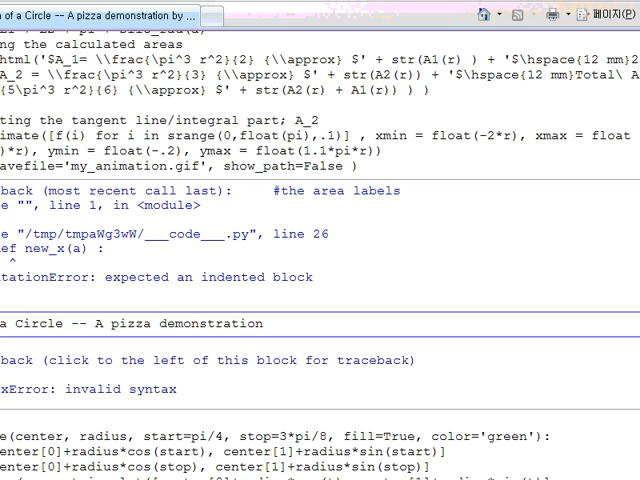 n of a Circle -- A pizza demonstration by ...
페이지(P)
ng the calculated areas
html('$A_1= \\frac{\pi^3 r^2}{2} {\\approx} $' + str(A1(r) ) + '$\hspace{12 mm}2
A_2 = \\frac{\pi^3 r^2}{3} {\\approx} $' + str(A2(r)) + '$\hspace{12 mm}Total\ A
{5\pi^3 r^2}{6} {\\approx} $' + str(A2(r) + A1(r)) ) )
ting the tangent line/integral part; A_2
imate([f(i) for i in srange(0,float(pi),.1)] , xmin = float(-2*r), xmax = float
)*r), ymin = float(-.2), ymax = float(1.1*pi*r))
avefile='my_animation.gif', show_path=False )
back (most recent call last):     #the area labels
e "", line 1, in <module>
e "/tmp/tmpaWg3wW/___code___.py", line 26
ef new_x(a) :
^
tationError: expected an indented block
a Circle -- A pizza demonstration
back (click to the left of this block for traceback)
xError: invalid syntax
e(center, radius, start=pi/4, stop=3*pi/8, fill=True, color='green'):
center[0]+radius*cos(start), center[1]+radius*sin(start)]
center[0]+radius*cos(stop), center[1]+radius*sin(stop)]